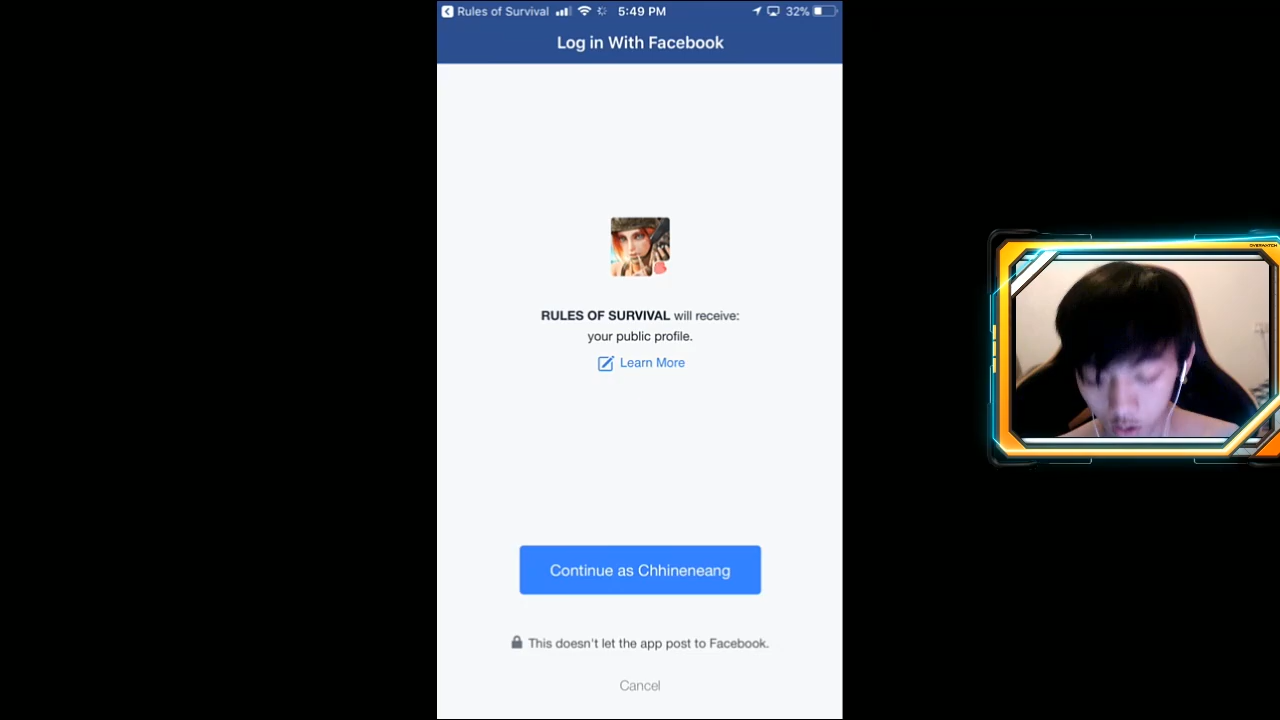 Rules of Survival 5:49 PM 32%
Log in With Facebook
RULES OF SURVIVAL will receive:
your public profile.
Learn More
OVERWATCH
Continue as Chhineneang
This doesn't let the app post to Facebook.
Cancel